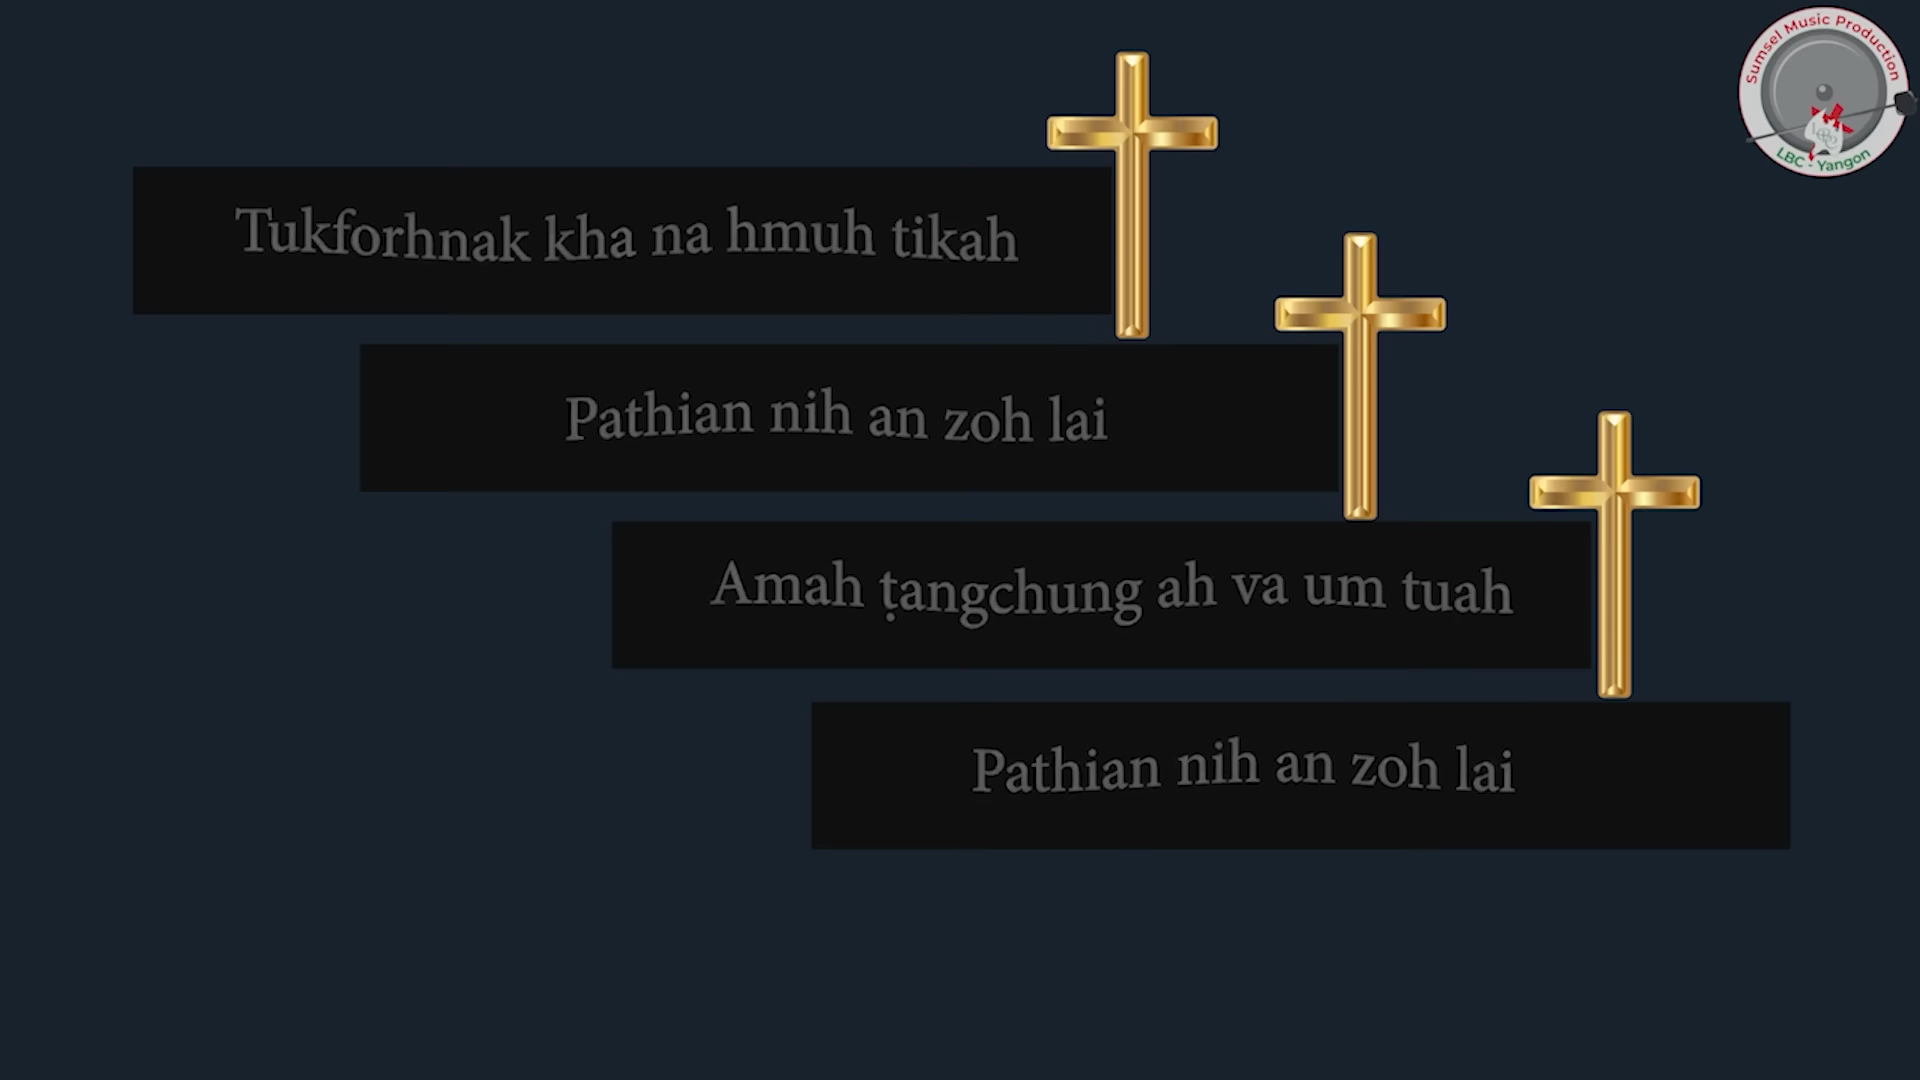 Sumsel Music Production
LBC - Yangon
Tukforhnak kha na hmuh tikah
Pathian nih an zoh lai
Amah ṭangchung ah va um tuah
Pathian nih an zoh lai